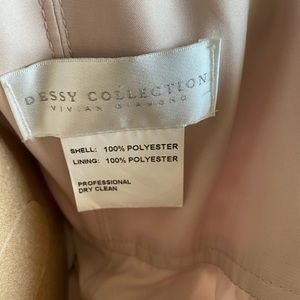 DESSY COLLECTION
VIVIAN DIAMOND
SHELL: 100% POLYESTER
LINING: 100% POLYESTER
PROFESSIONAL
DRY CLEAN